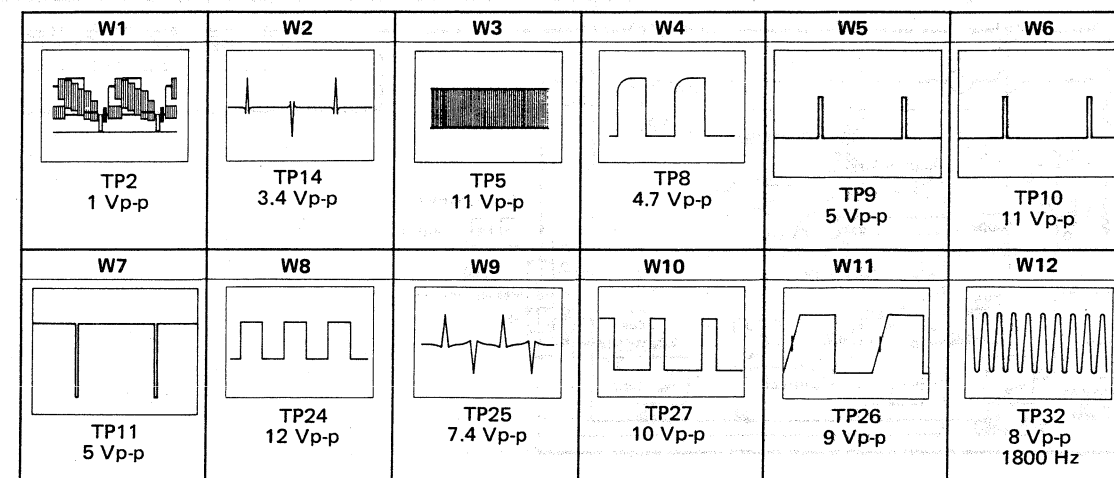 W1 W2 W3 W4 W5 W6
TP2
1 Vp-p
TP14
3.4 Vp-p
TP5
11 Vp-p
TP8
4.7 Vp-p
TP9
5 Vp-p
TP10
11 Vp-p
W7 W8 W9 W10 W11 W12
TP11
5 Vp-p
TP24
12 Vp-p
TP25
7.4 Vp-p
TP27
10 Vp-p
TP26
9 Vp-p
TP32
8 Vp-p
1800 Hz